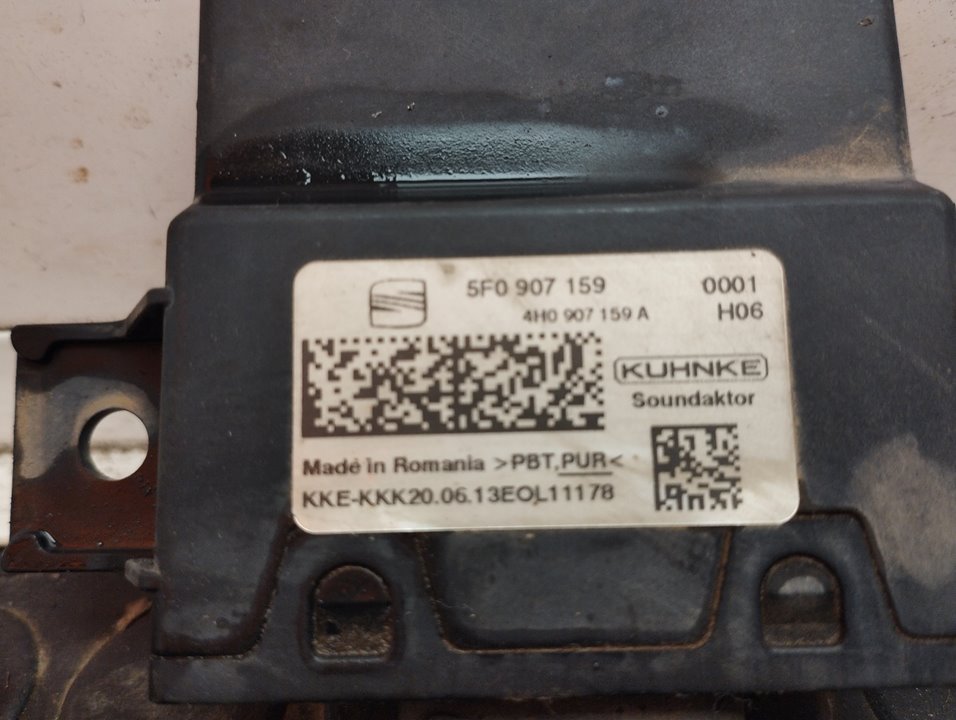 5F0 907 159 0001
4H0 907 159 A H06
KUHNKE
Soundaktor
Made in Romania >PBT,PUR<
KKE-KKK20.06.13EOL11178